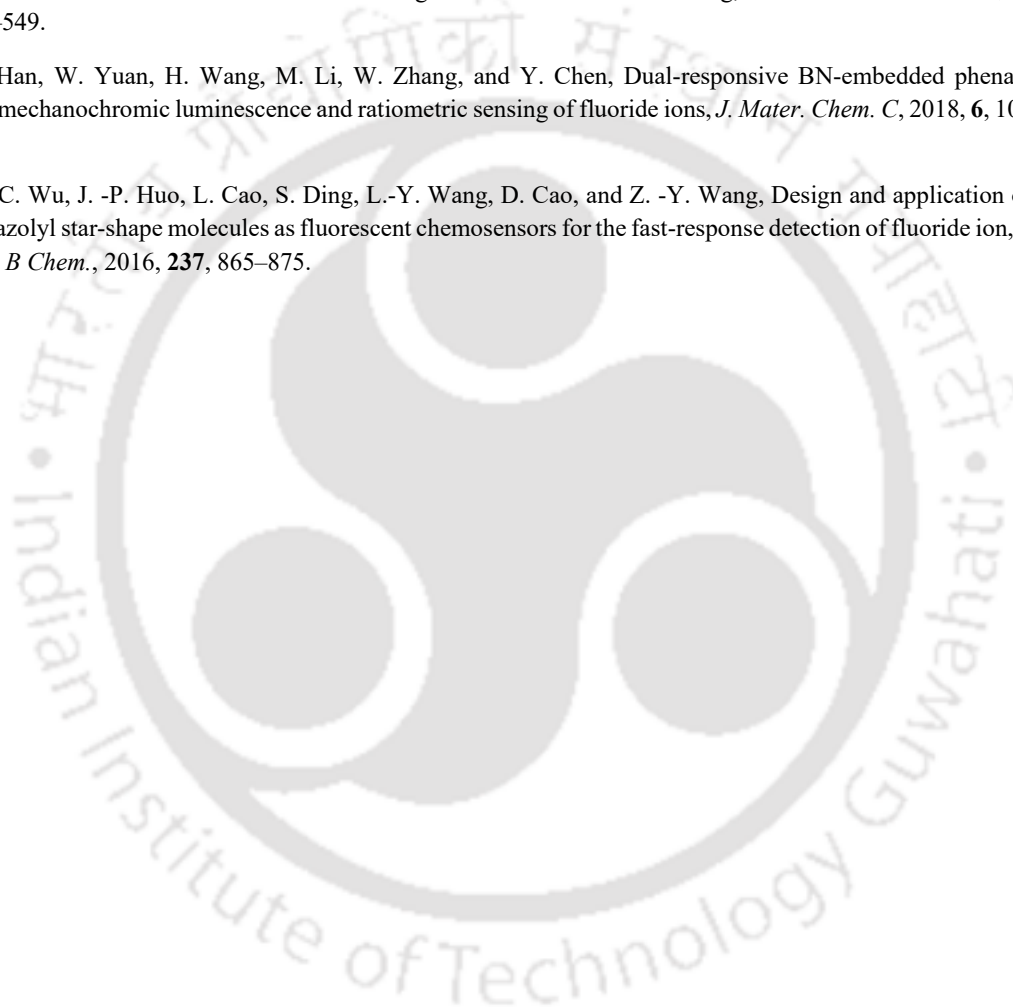 -549.
Han, W. Yuan, H. Wang, M. Li, W. Zhang, and Y. Chen, Dual-responsive BN-embedded phena
mechanochromic luminescence and ratiometric sensing of fluoride ions, J. Mater. Chem. C, 2018, 6, 10
C. Wu, J. -P. Huo, L. Cao, S. Ding, L.-Y. Wang, D. Cao, and Z. -Y. Wang, Design and application
azolyl star-shape molecules as fluorescent chemosensors for the fast-response detection of fluoride ion,
B Chem., 2016, 237, 865–875.
भारतीय प्रौद्योगिकी संस्थान गुवाहाटी
• Indian Institute of Technology Guwahati •